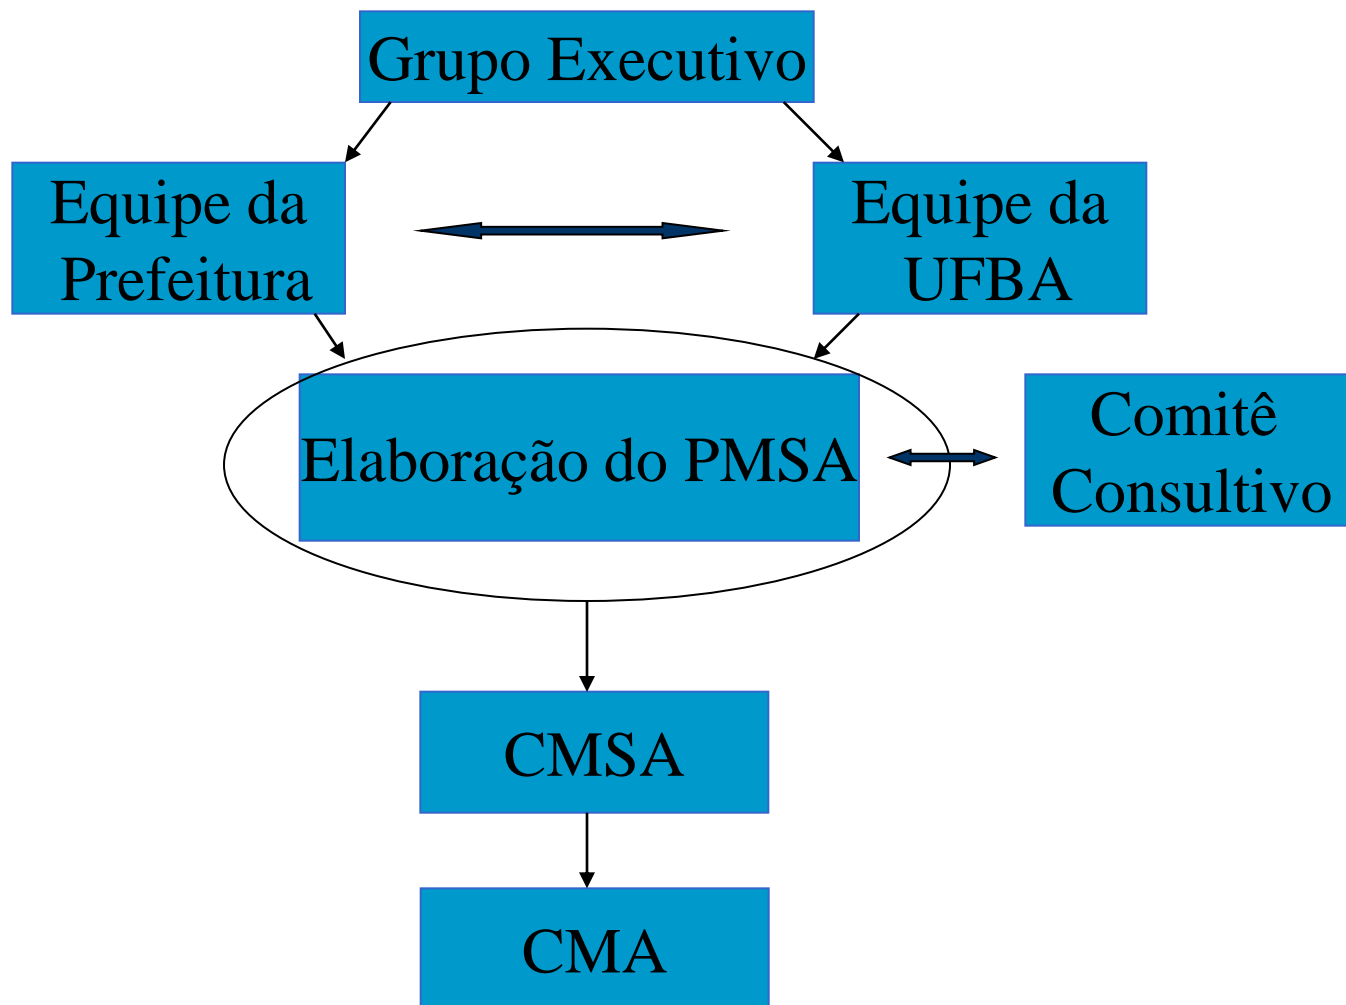 Grupo Executivo
Equipe da
Prefeitura
Equipe da
UFBA
Elaboração do PMSA
Comitê
Consultivo
CMSA
CMA